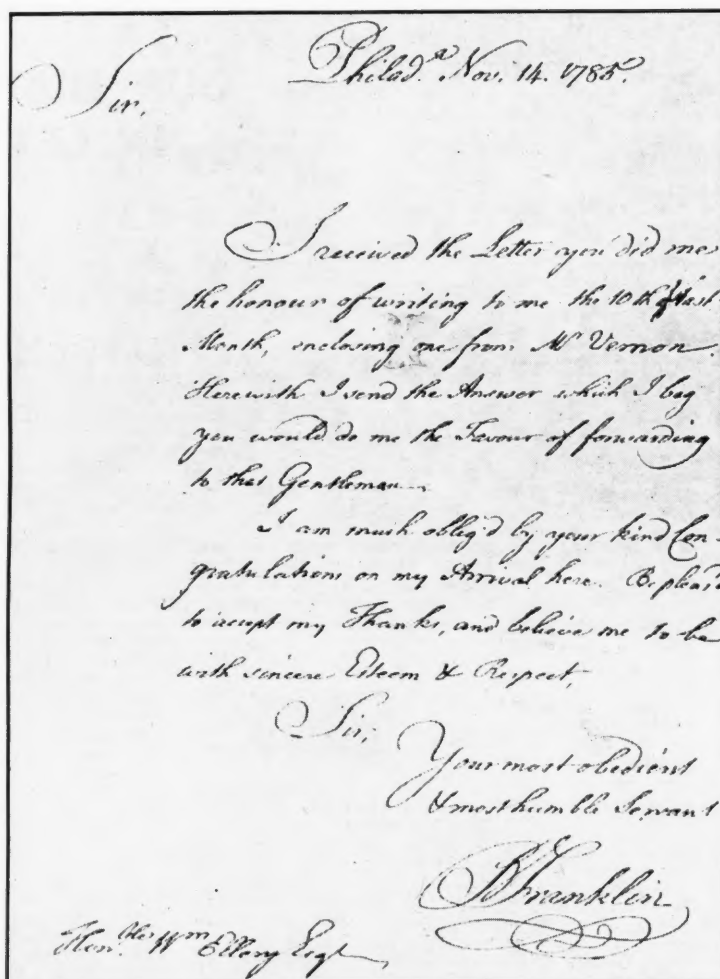 Philad.ª Nov. 14. 1785.
Sir,
I received the Letter you did me
the honour of writing to me the 10th of last
Month, enclosing one from Mr Vernon.
Herewith I send the Answer which I beg
you would do me the Favour of forwarding
to that Gentleman.
I am much oblig'd by your kind Con-
gratulations on my Arrival here. Be pleas'd
to accept my Thanks, and believe me to be
with sincere Esteem & Respect,
Sir,
Your most obedient
& most humble Servant
B Franklin
Honble Wm Ellery Esqr